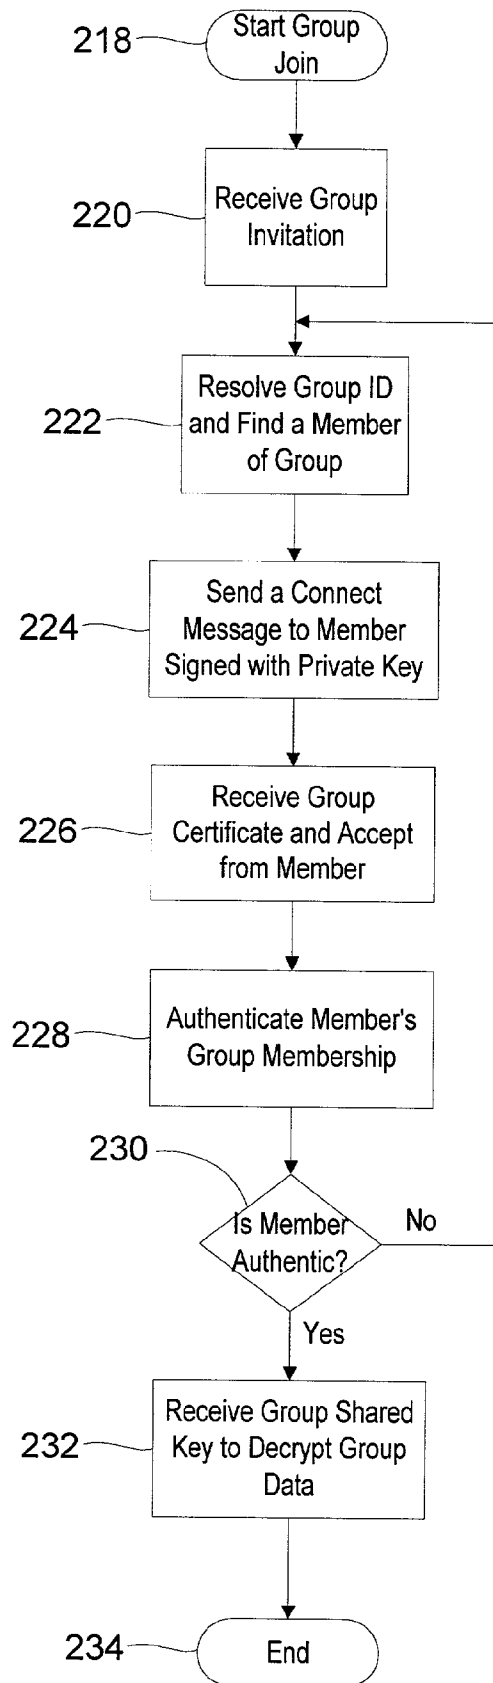 218
Start Group
Join
220
Receive Group
Invitation
222
Resolve Group ID
and Find a Member
of Group
224
Send a Connect
Message to Member
Signed with Private Key
226
Receive Group
Certificate and Accept
from Member
228
Authenticate Member's
Group Membership
230
Is Member
Authentic?
No
Yes
232
Receive Group Shared
Key to Decrypt Group
Data
234
End